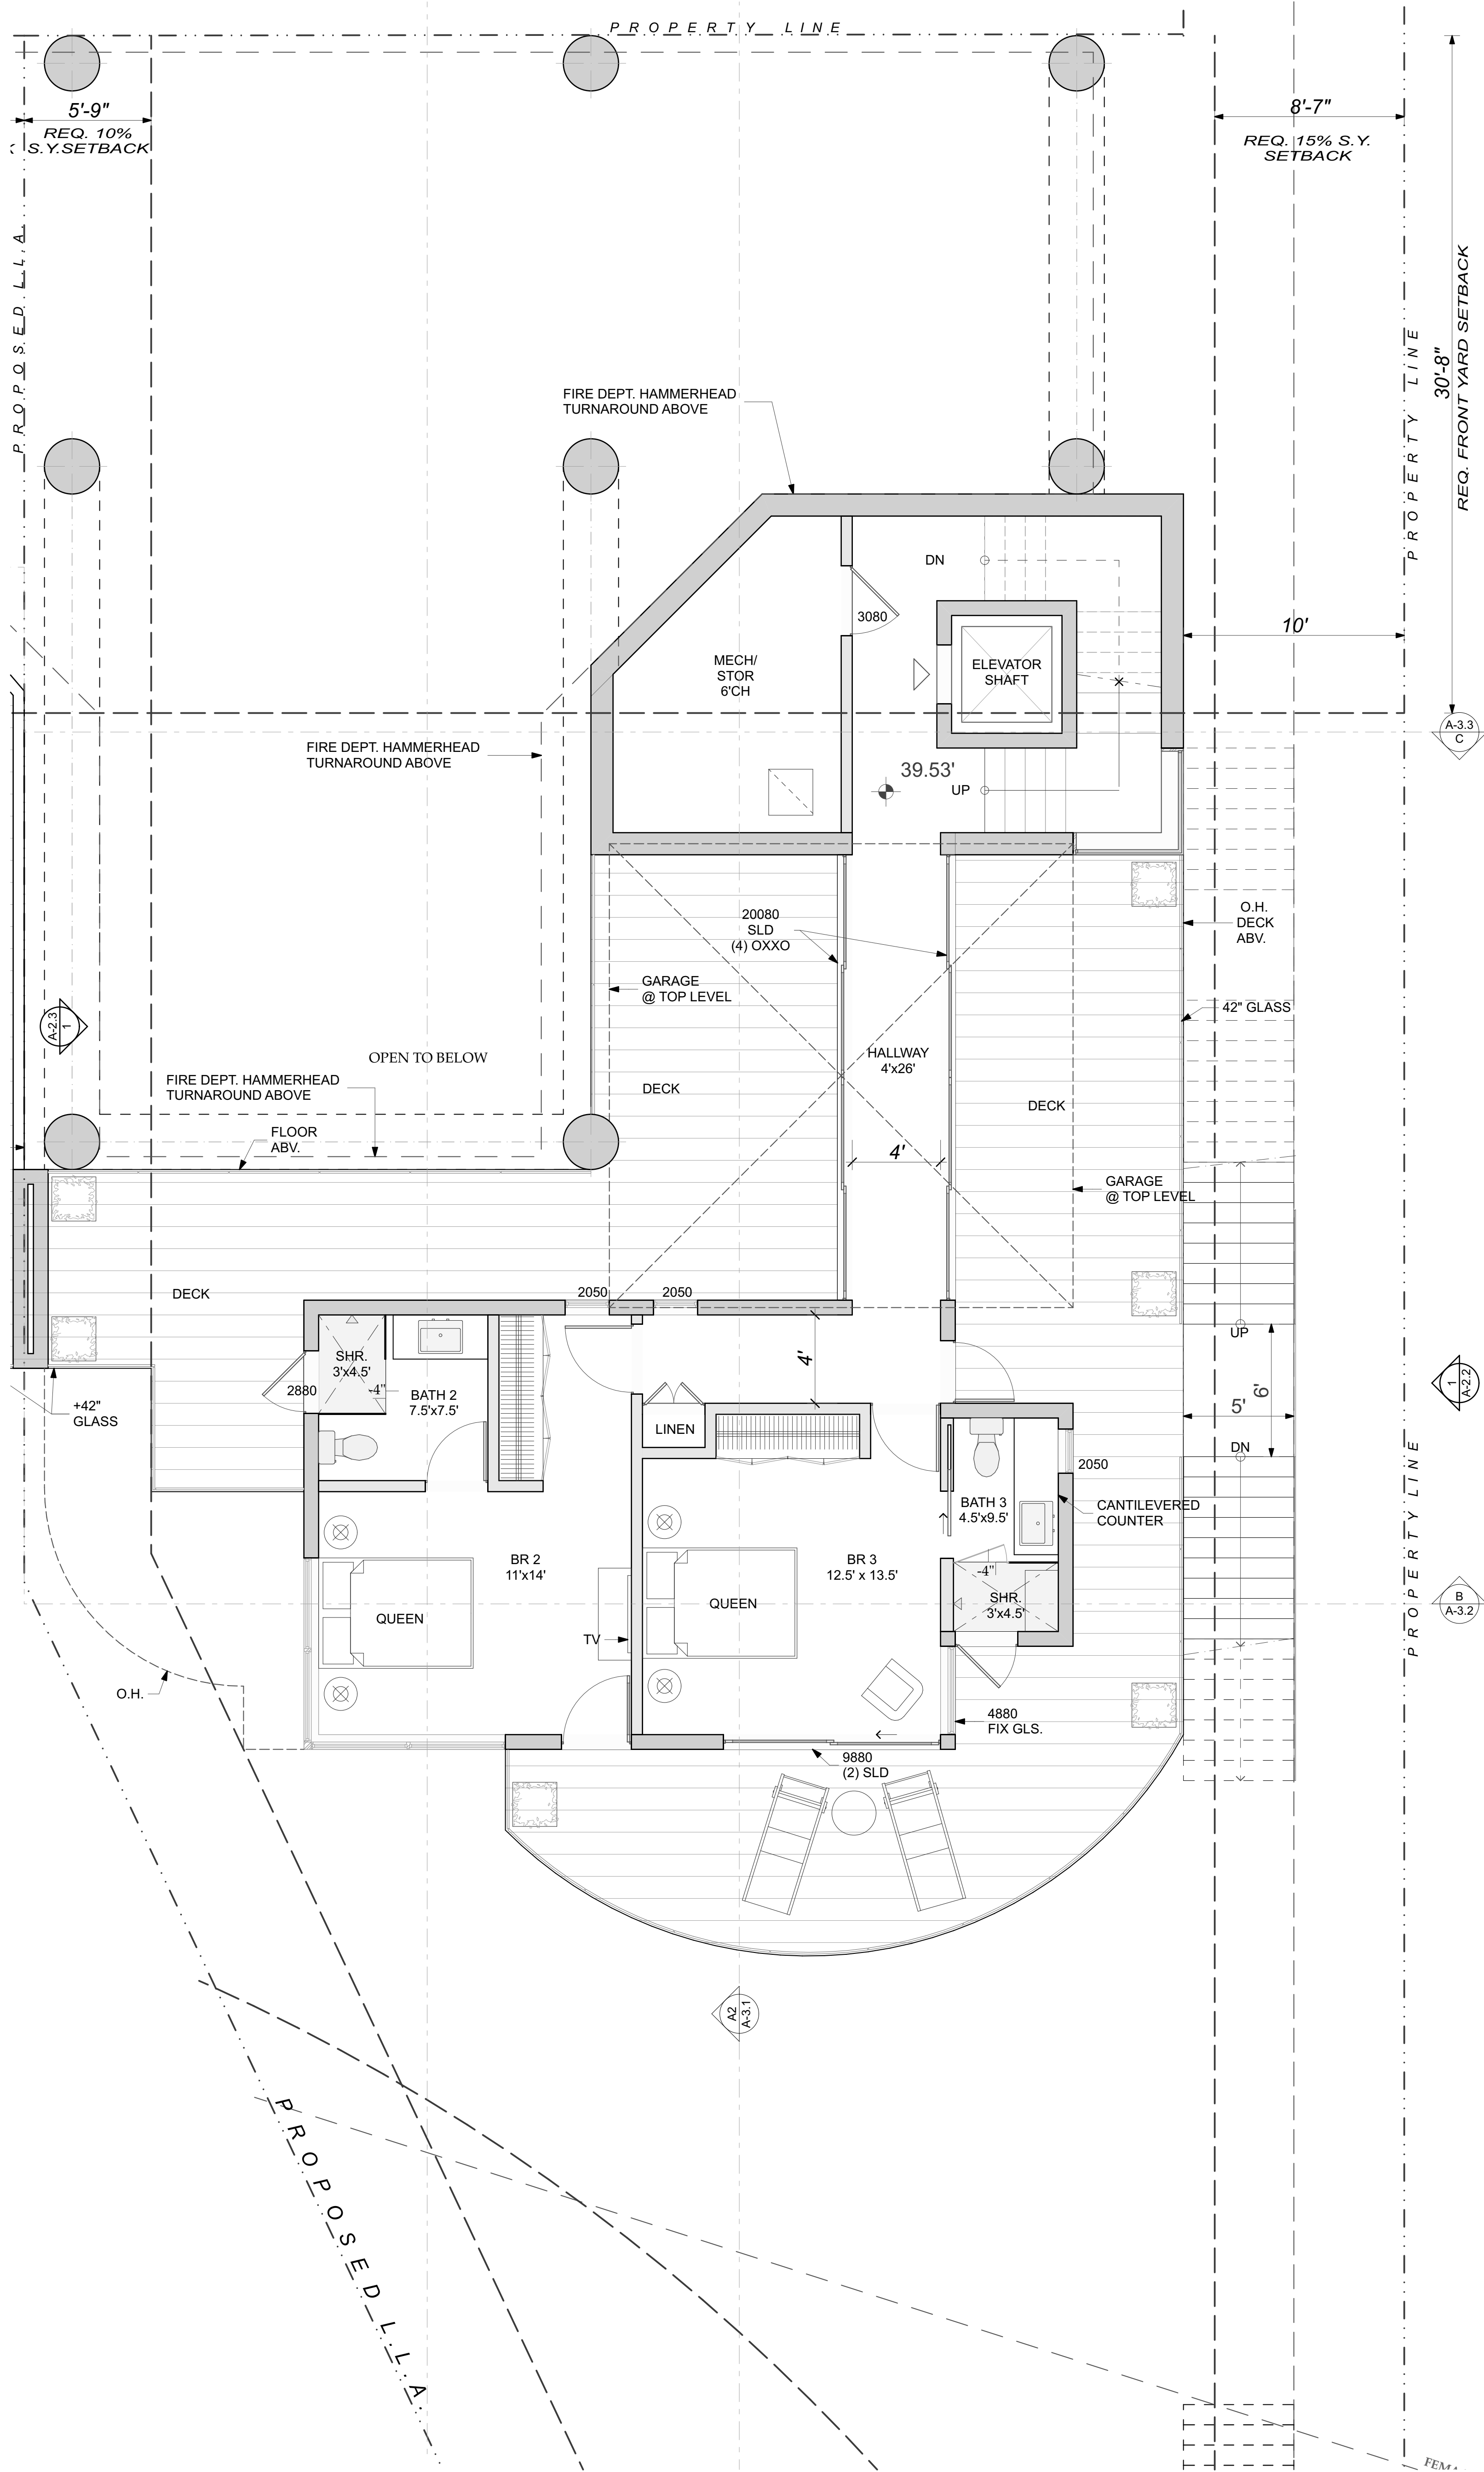 PROPERTY LINE
5'-9"
REQ. 10%
S.Y.SETBACK
8'-7"
REQ. 15% S.Y.
SETBACK
PROPOSED L.L.A.
30'-8"
REQ. FRONT YARD SETBACK
PROPERTY LINE
FIRE DEPT. HAMMERHEAD
TURNAROUND ABOVE
DN
3080
10'
MECH/
STOR
6'CH
ELEVATOR
SHAFT
A-3.3
C
FIRE DEPT. HAMMERHEAD
TURNAROUND ABOVE
39.53'
UP
20080
SLD
(4) OXXO
O.H.
DECK
ABV.
GARAGE
@ TOP LEVEL
42" GLASS
A-2.3
1
OPEN TO BELOW
HALLWAY
4'x26'
FIRE DEPT. HAMMERHEAD
TURNAROUND ABOVE
DECK
DECK
FLOOR
ABV.
4'
GARAGE
@ TOP LEVEL
DECK
2050
2050
UP
SHR.
3'x4.5'
4'
2880
-4"
BATH 2
7.5'x7.5'
6'
1
A-2.2
+42"
GLASS
5'
LINEN
DN
2050
BATH 3
4.5'x9.5'
CANTILEVERED
COUNTER
PROPERTY LINE
BR 2
11'x14'
BR 3
12.5' x 13.5'
-4"
QUEEN
QUEEN
SHR.
3'x4.5'
B
A-3.2
TV
O.H.
4880
FIX GLS.
9880
(2) SLD
A2
A-3.1
PROPOSED L.L.A.